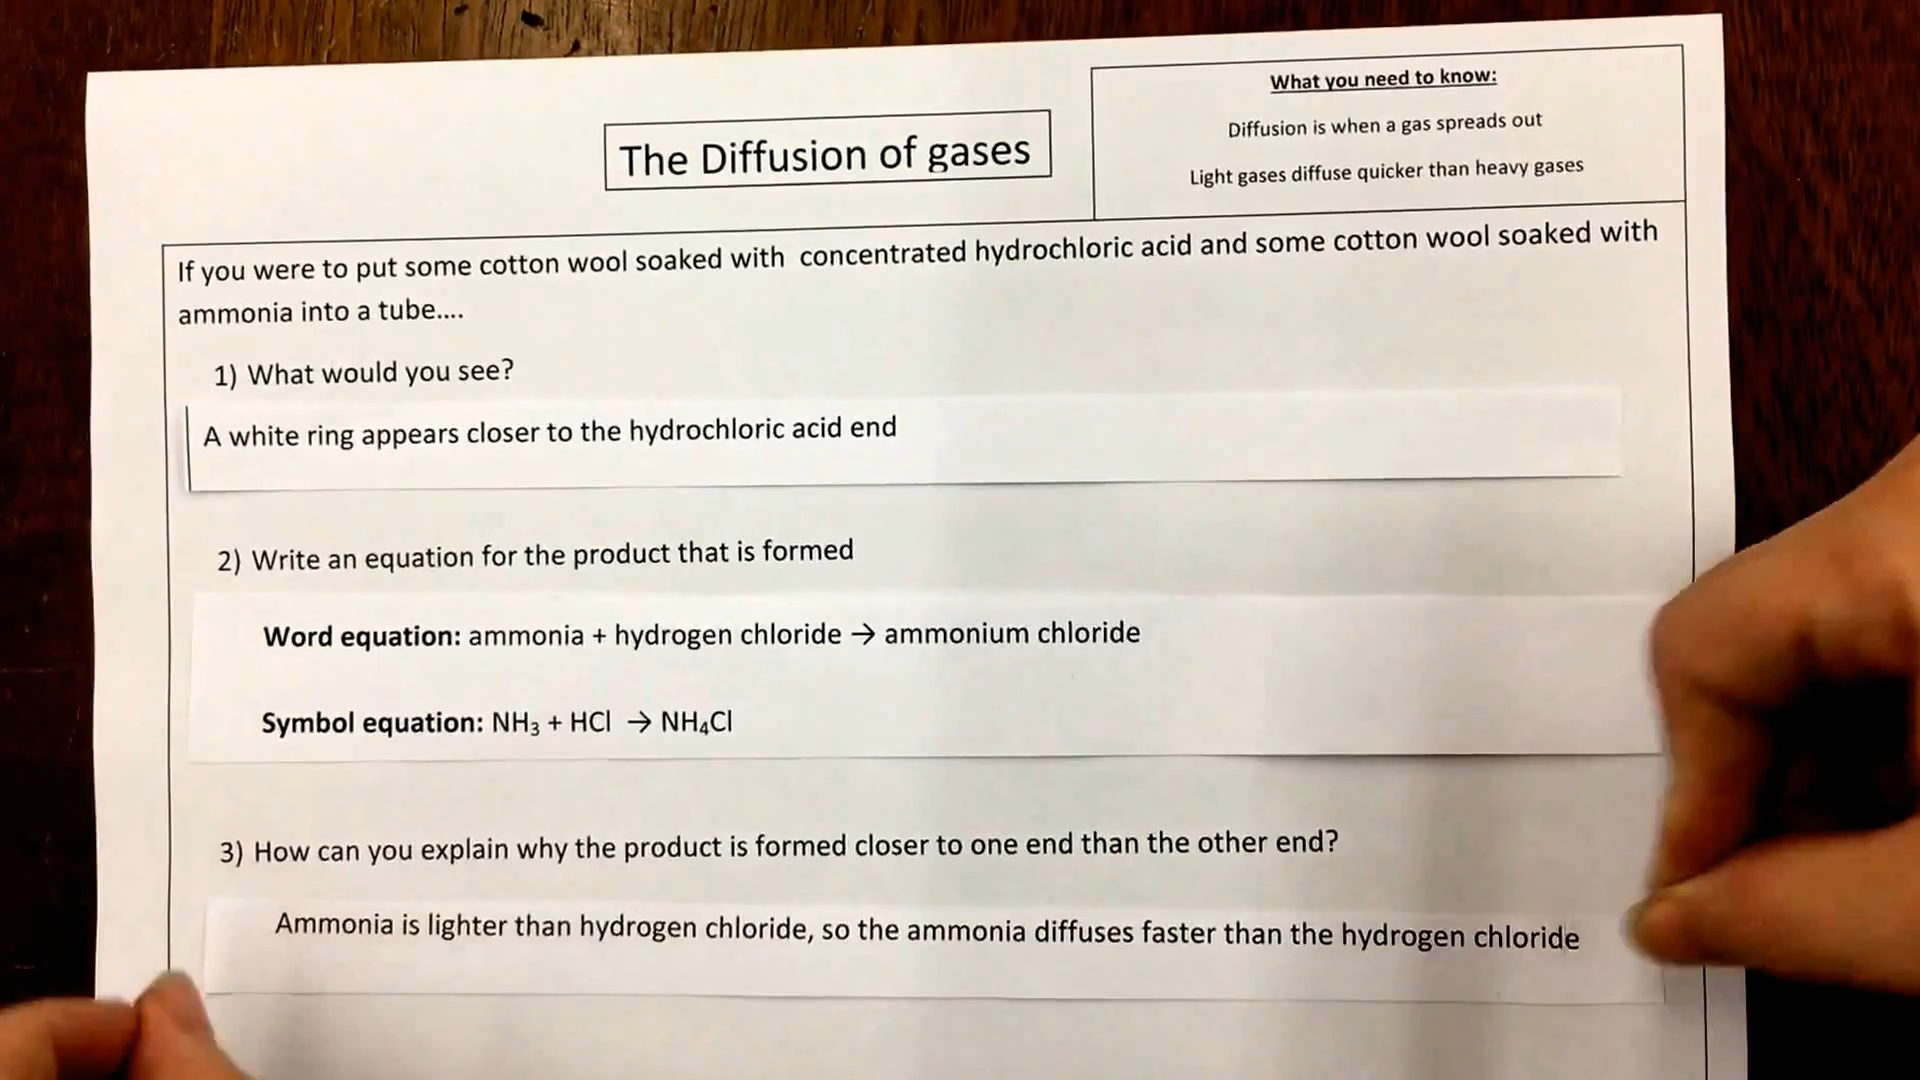 What you need to know:
Diffusion is when a gas spreads out
Light gases diffuse quicker than heavy gases
The Diffusion of gases
If you were to put some cotton wool soaked with concentrated hydrochloric acid and some cotton wool soaked with
ammonia into a tube....
1) What would you see?
A white ring appears closer to the hydrochloric acid end
2) Write an equation for the product that is formed
Word equation: ammonia + hydrogen chloride → ammonium chloride
Symbol equation: NH₃ + HCl → NH₄Cl
3) How can you explain why the product is formed closer to one end than the other end?
Ammonia is lighter than hydrogen chloride, so the ammonia diffuses faster than the hydrogen chloride